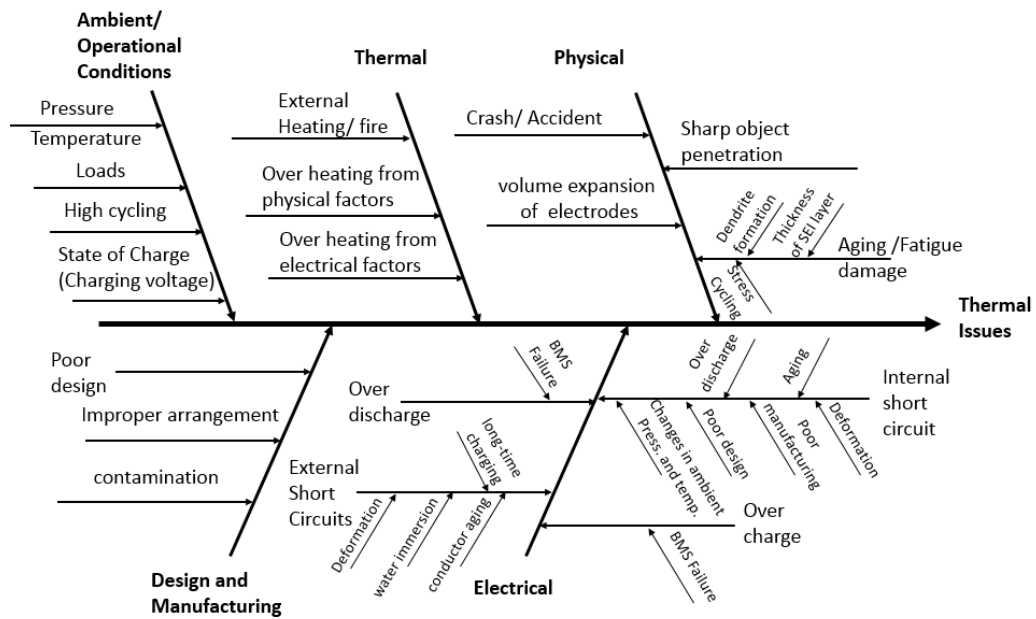 Ambient/
Operational
Conditions
Thermal
Physical
Pressure
Temperature
Loads
High cycling
State of Charge
(Charging voltage)
External
Heating/ fire
Over heating from
physical factors
Over heating from
electrical factors
Crash/ Accident
volume expansion
of electrodes
Sharp object
penetration
Dendrite
formation
Thickness
of SEI layer
Aging /Fatigue
damage
Stress
Cycling
Thermal
Issues
Poor
design
Improper arrangement
contamination
Design and
Manufacturing
BMS
Failure
Over
discharge
long-time
charging
External
Short
Circuits
Deformation
water immersion
conductor aging
Electrical
Over
discharge
Aging
Internal
short
circuit
Changes in ambient
Press. and temp.
Poor design
Poor
manufacturing
Deformation
Over
charge
BMS Failure